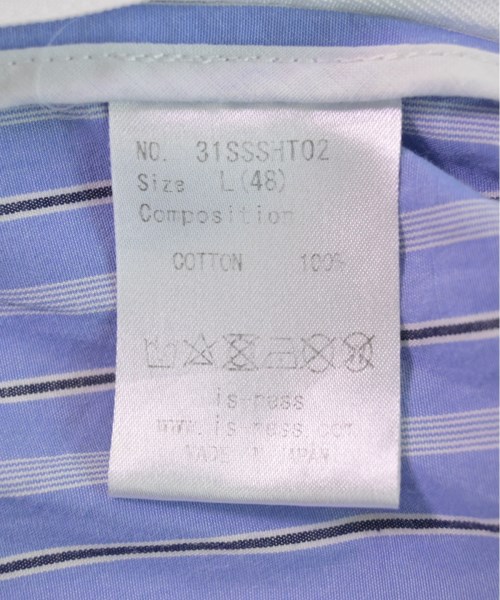 NO. 31SSSHT02
Size L(48)
Composition
COTTON 100%
is-ness
www.is-ness.com
MADE IN JAPAN